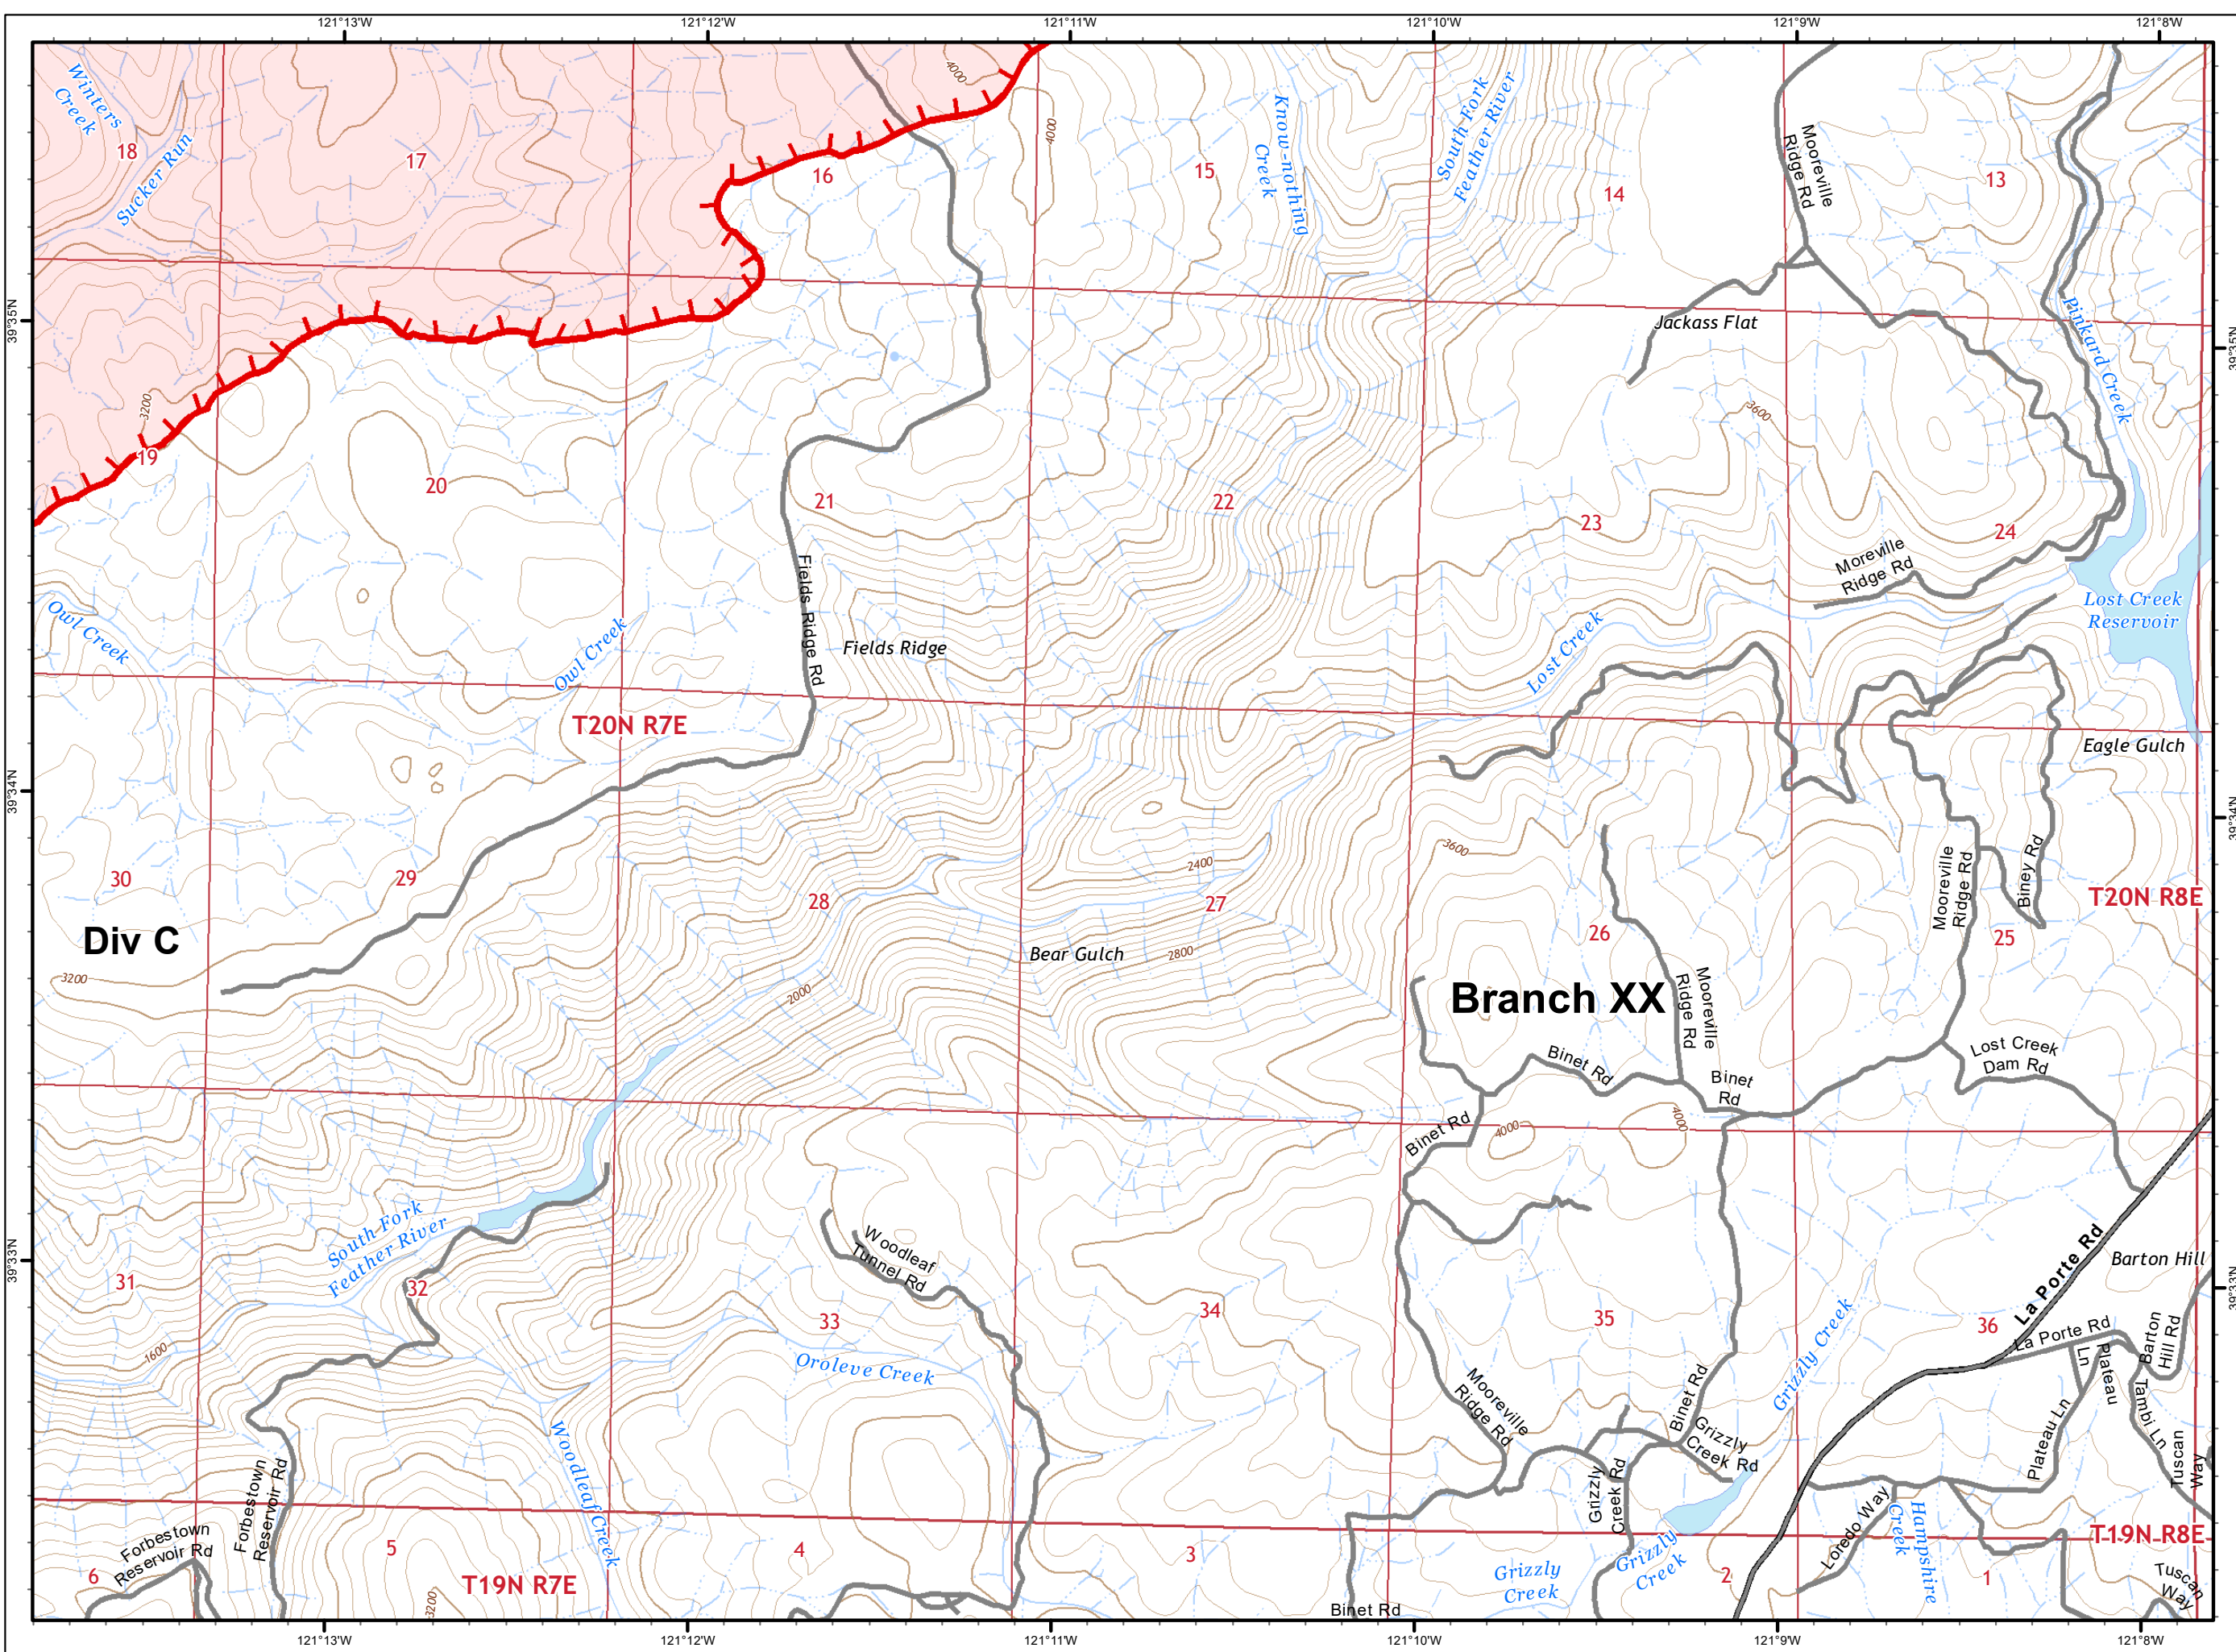 121°13'W
121°12'W
121°11'W
121°10'W
121°9'W
121°8'W
Winters
Creek
18
Sucker Run
17
4000
16
4000
15
Know-nothing
Creek
South Fork
Feather River
14
Mooreville
Ridge Rd
13
39°35'N
39°35'N
Jackass Flat
Pinkard Creek
3200
19
20
21
22
3600
23
24
Moreville
Ridge Rd
Lost Creek
Reservoir
Owl Creek
Owl Creek
Fields Ridge Rd
Fields Ridge
Lost Creek
T20N R7E
Eagle Gulch
39°34'N
39°34'N
30
29
28
2400
27
3600
26
Mooreville
Ridge Rd
Biney Rd
T20N R8E
25
Div C
3200
2000
Bear Gulch
2800
Branch XX
Mooreville
Ridge Rd
Binet Rd
Binet
Rd
Lost Creek
Dam Rd
Binet Rd
4000
4000
South Fork
Feather River
39°33'N
39°33'N
31
32
Woodleaf
Tunnel Rd
33
34
35
36
La Porte Rd
Barton Hill
La Porte Rd
Barton
Hill Rd
Plateau
Ln
1600
Oroleve Creek
Grizzly Creek
Mooreville
Ridge Rd
Binet Rd
Grizzly
Creek Rd
Plateau Ln
Tambi Ln
Tuscan
Way
Woodleaf Creek
Forbestown
Reservoir Rd
Grizzly
Creek Rd
Loredo Way
Hampshire
Creek
T19N R8E
Forbestown
Reservoir Rd
6
5
4
3
2
1
T19N R7E
3200
Grizzly
Creek
Grizzly
Creek
Binet Rd
Tuscan
Way
121°13'W
121°12'W
121°11'W
121°10'W
121°9'W
121°8'W